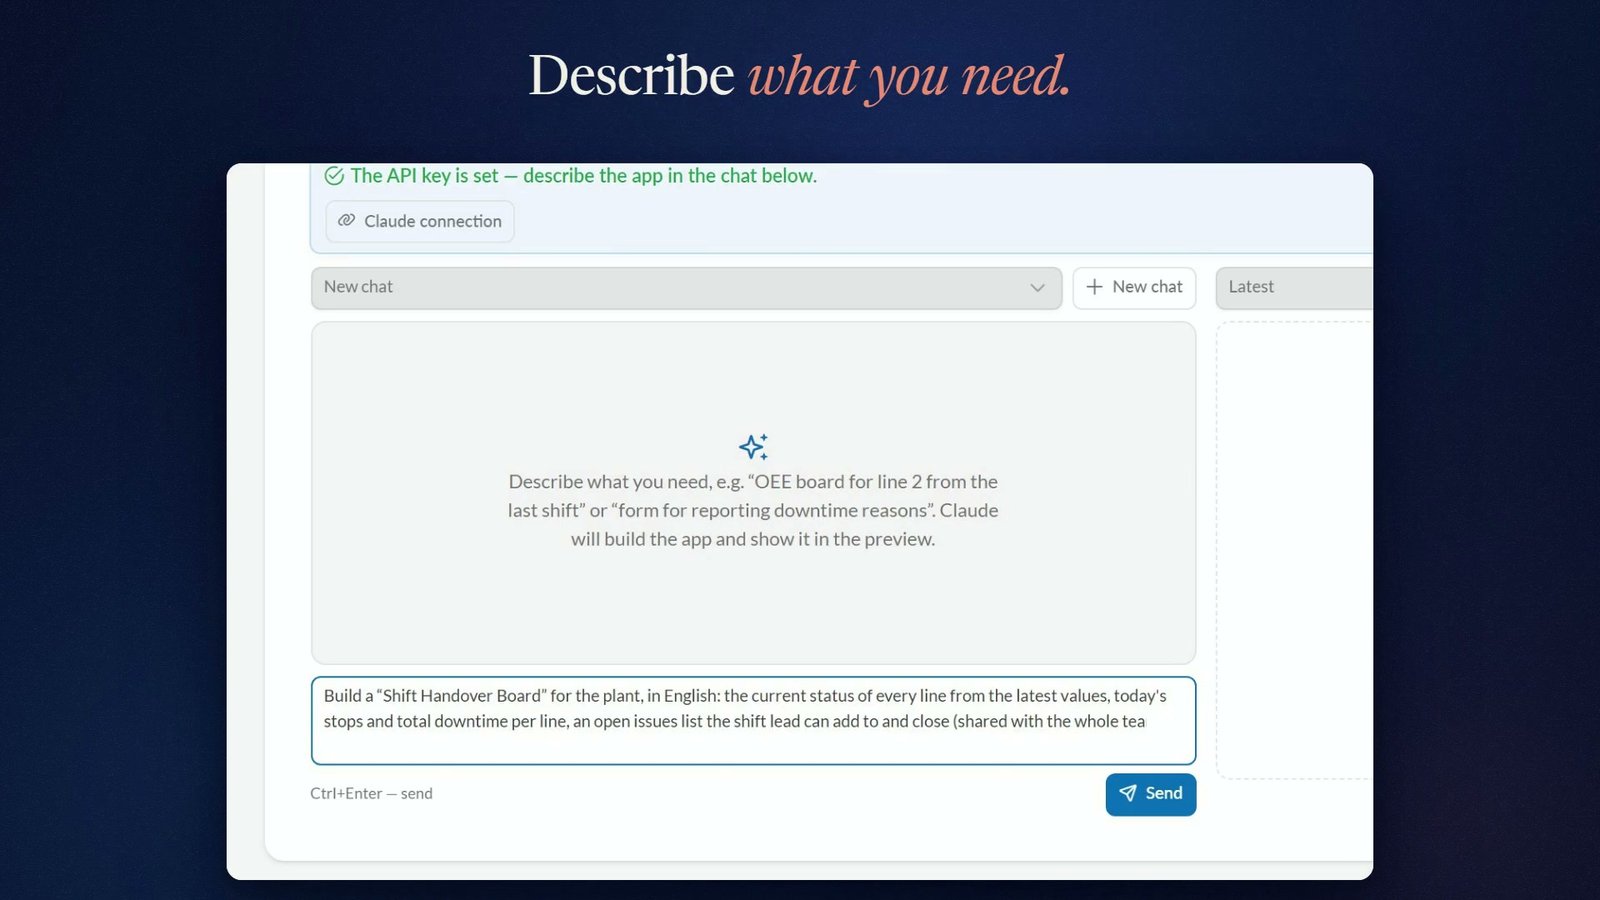 Describe what you need.
The API key is set — describe the app in the chat below.
Claude connection
New chat
New chat
Latest
Describe what you need, e.g. “OEE board for line 2 from the
last shift” or “form for reporting downtime reasons”. Claude
will build the app and show it in the preview.
Build a “Shift Handover Board” for the plant, in English: the current status of every line from the latest values, today's
stops and total downtime per line, an open issues list the shift lead can add to and close (shared with the whole tea
Ctrl+Enter — send
Send